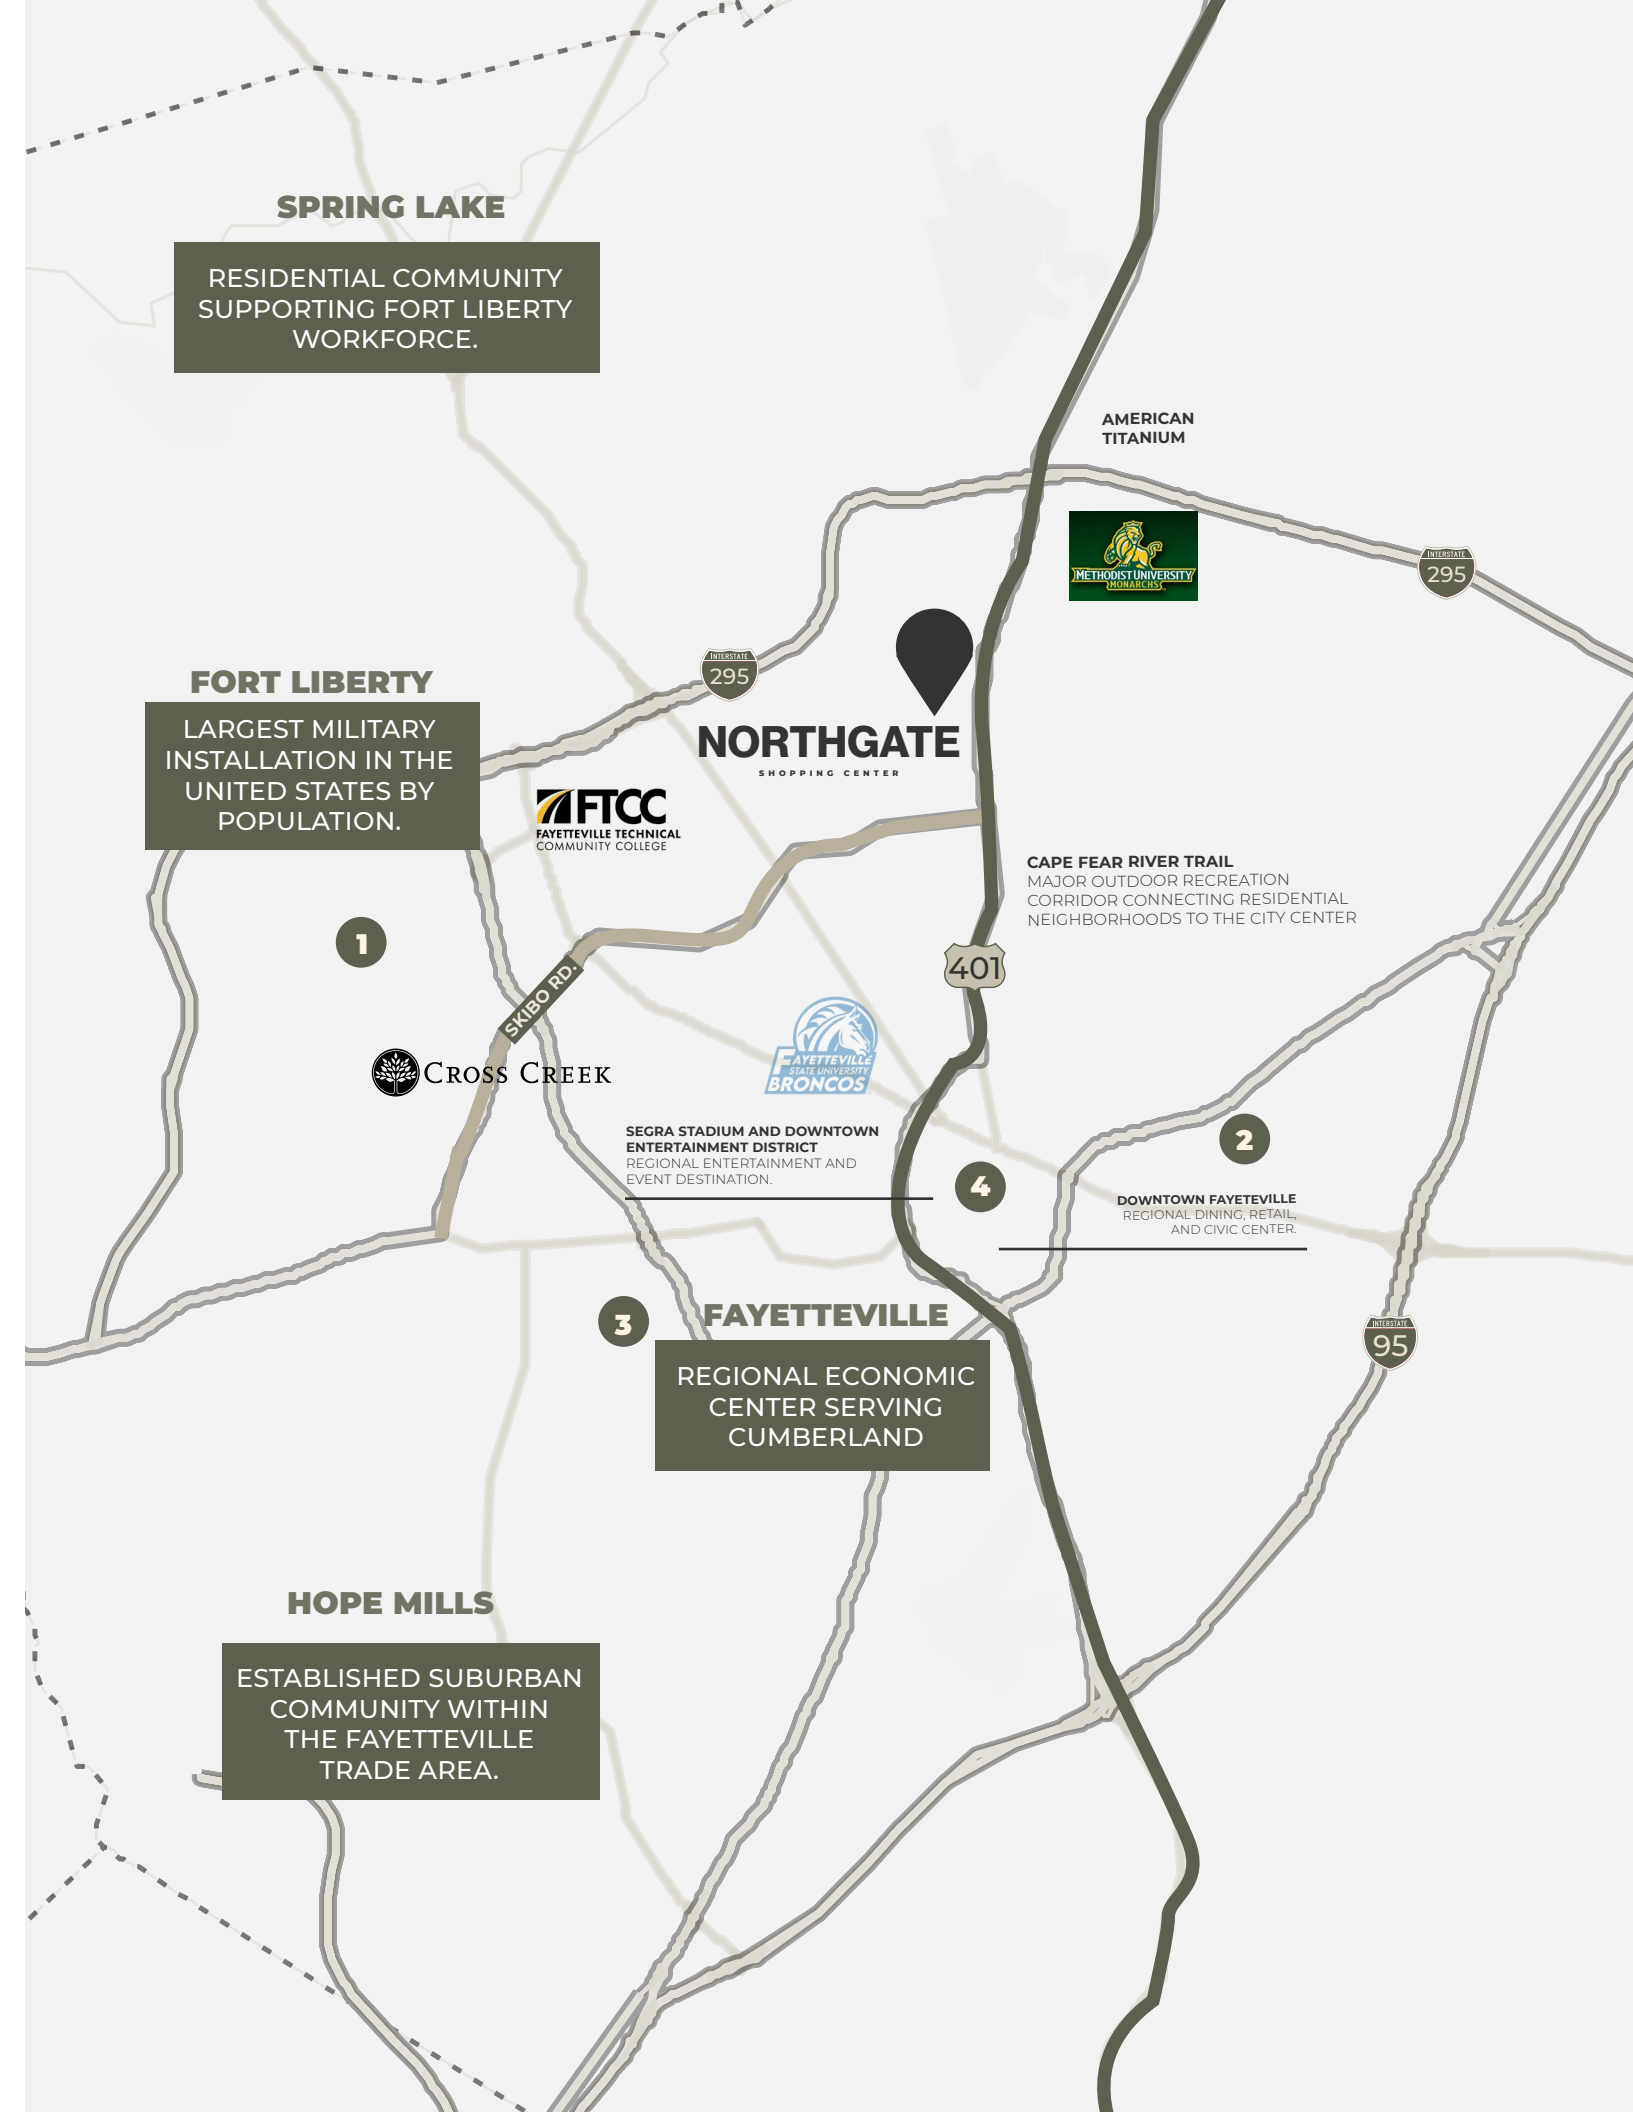 SPRING LAKE
RESIDENTIAL COMMUNITY
SUPPORTING FORT LIBERTY
WORKFORCE.
AMERICAN
TITANIUM
METHODIST UNIVERSITY
MONARCHS
INTERSTATE
295
INTERSTATE
295
FORT LIBERTY
LARGEST MILITARY
INSTALLATION IN THE
UNITED STATES BY
POPULATION.
NORTHGATE
SHOPPING CENTER
FTCC
FAYETTEVILLE TECHNICAL
COMMUNITY COLLEGE
CAPE FEAR RIVER TRAIL
MAJOR OUTDOOR RECREATION
CORRIDOR CONNECTING RESIDENTIAL
NEIGHBORHOODS TO THE CITY CENTER
1
401
SKIBO RD.
CROSS CREEK
FAYETTEVILLE
STATE UNIVERSITY
BRONCOS
SEGRA STADIUM AND DOWNTOWN
ENTERTAINMENT DISTRICT
REGIONAL ENTERTAINMENT AND
EVENT DESTINATION.
2
4
DOWNTOWN FAYETEVILLE
REGIONAL DINING, RETAIL,
AND CIVIC CENTER.
3
FAYETTEVILLE
REGIONAL ECONOMIC
CENTER SERVING
CUMBERLAND
INTERSTATE
95
HOPE MILLS
ESTABLISHED SUBURBAN
COMMUNITY WITHIN
THE FAYETTEVILLE
TRADE AREA.